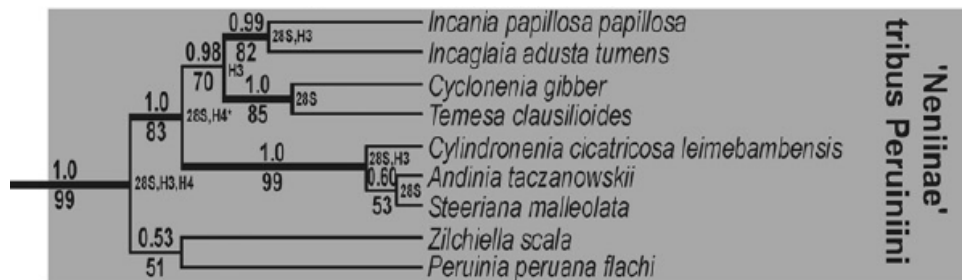 0.99
Incania papillosa papillosa
28S,H3
0.98
82
Incaglaia adusta tumens
70
H3
1.0
Cyclonenia gibber
28S
1.0
85
Temesa clausilioides
83
28S,H4*
Cylindronenia cicatricosa leimebambensis
28S,H3
1.0
0.60
Andinia taczanowskii
1.0
99
28S
28S,H3,H4
53
Steeriana malleolata
99
0.53
Zilchiella scala
51
Peruinia peruana flachi
'Neniinae'
tribus Peruiniini